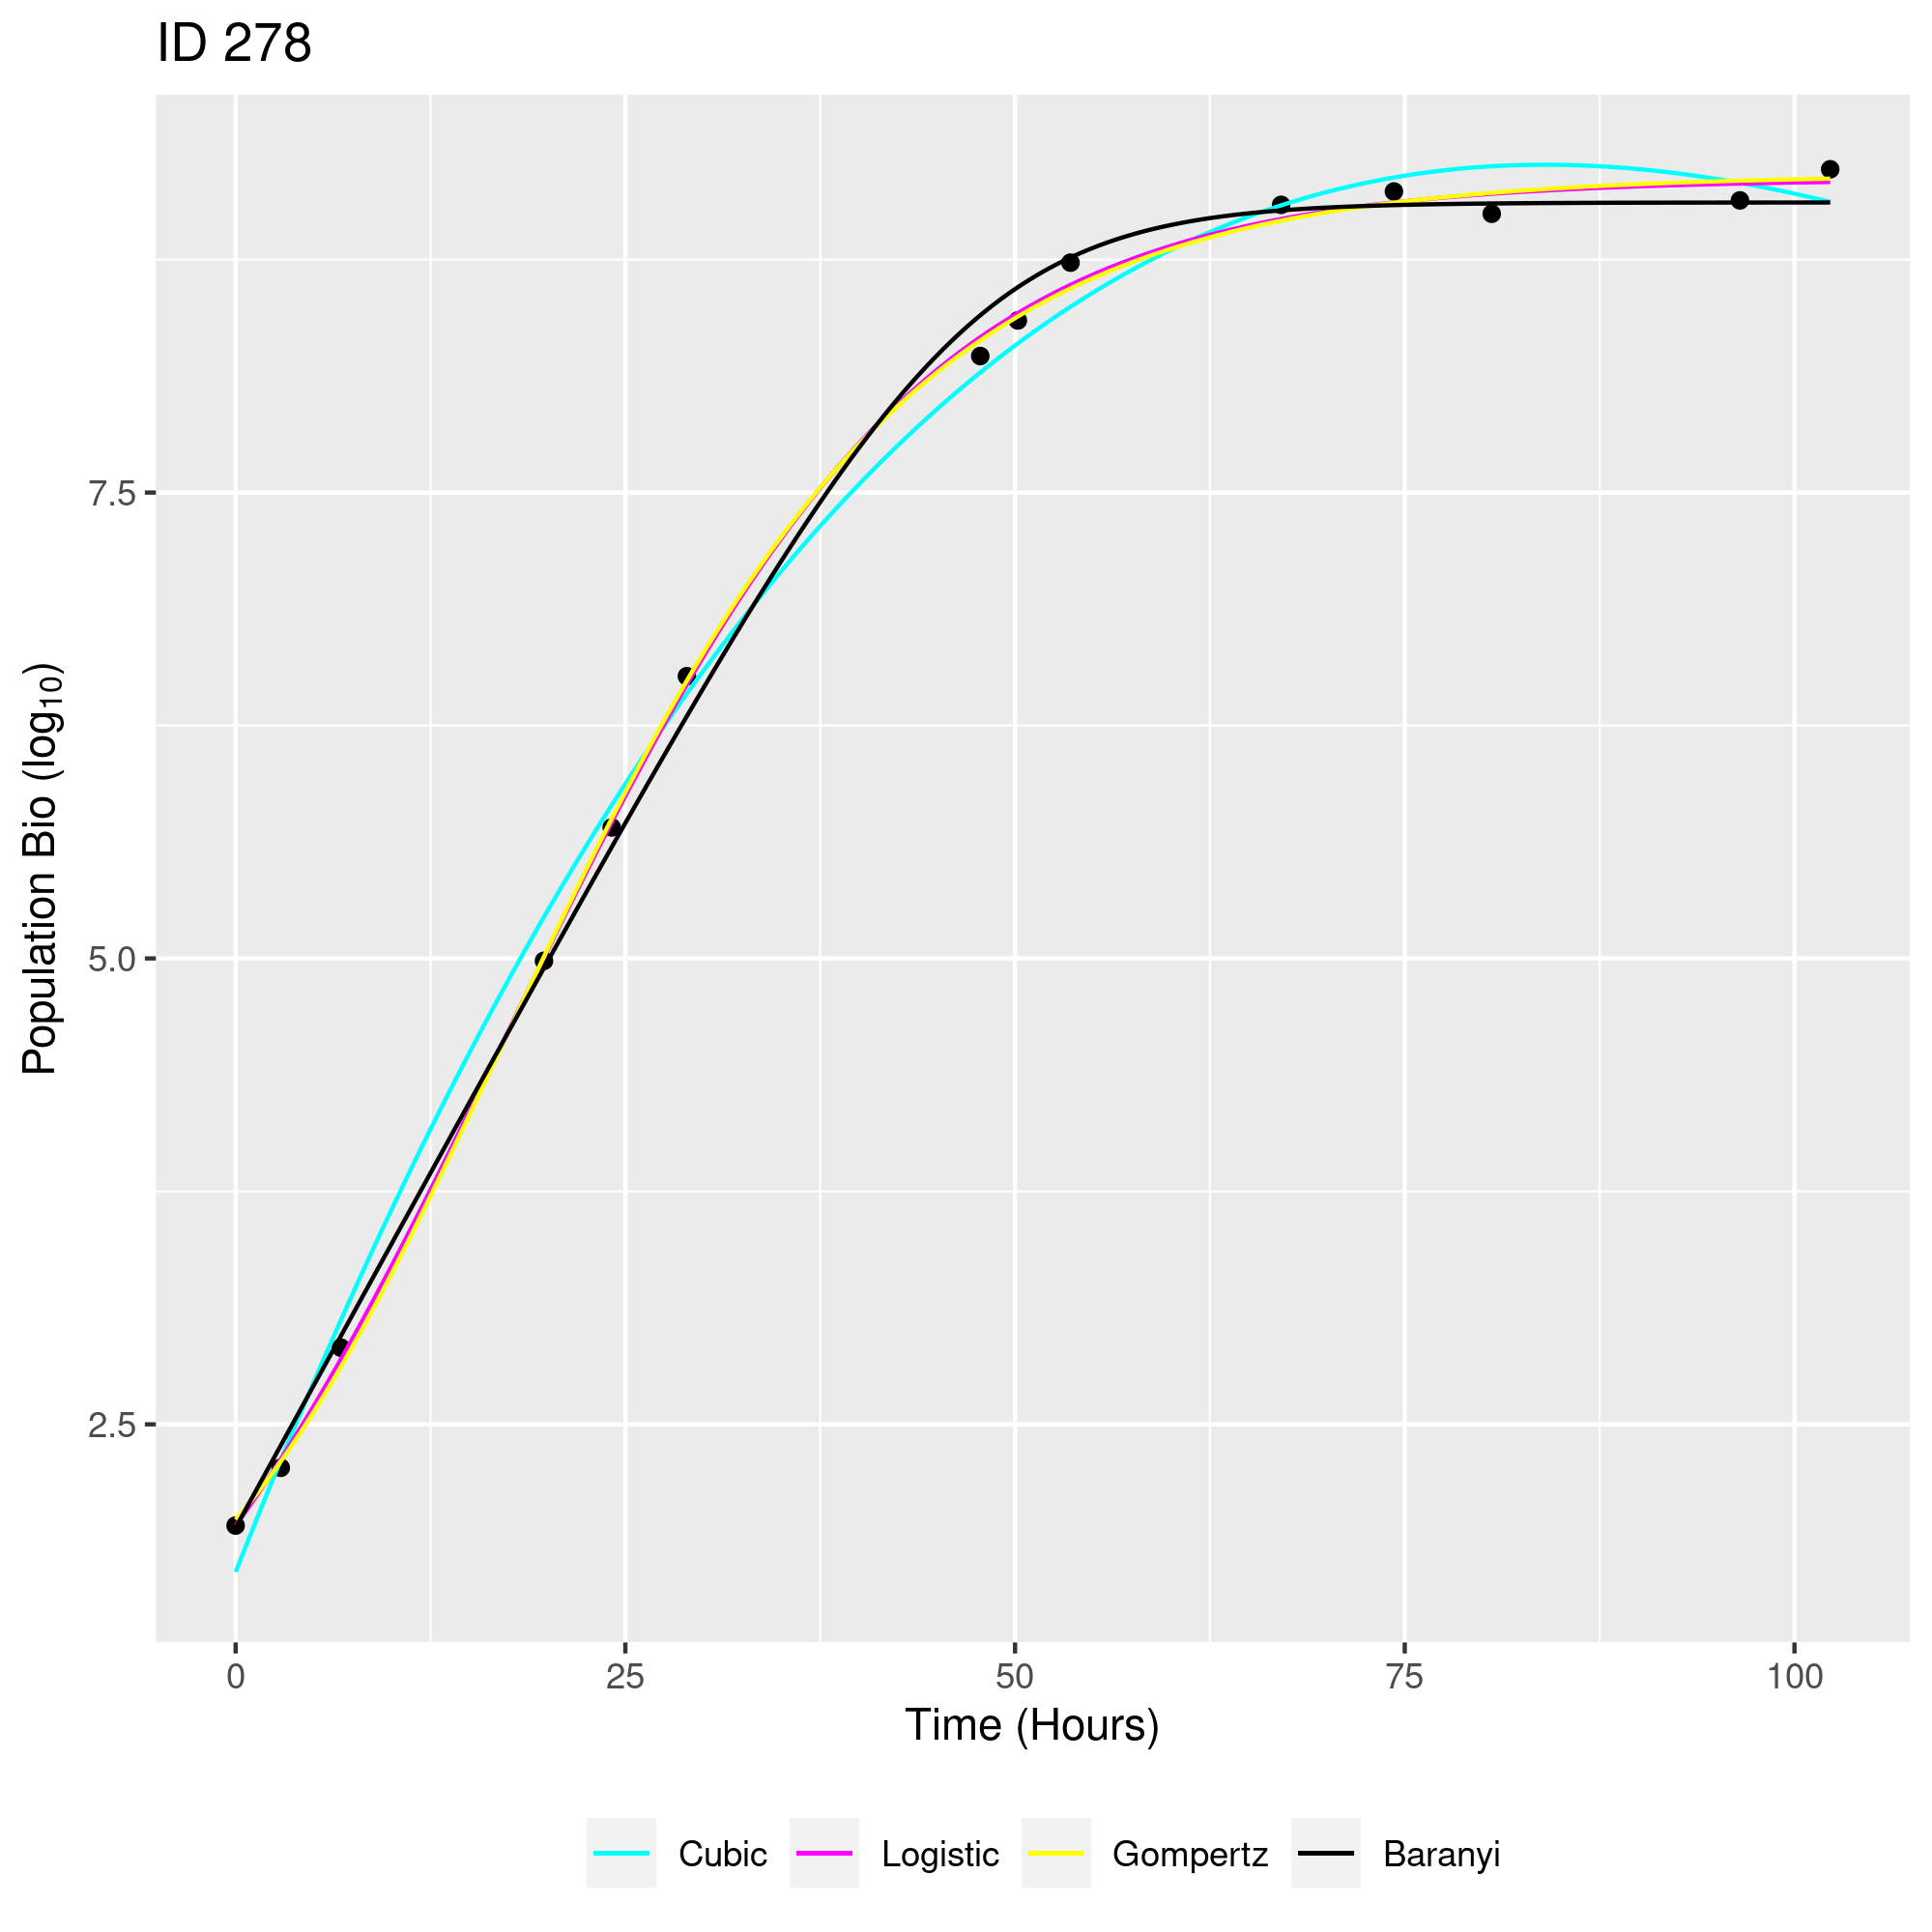 ID 278
Population Bio (log₁₀)
7.5
5.0
2.5
0 25 50 75 100
Time (Hours)
Cubic Logistic Gompertz Baranyi